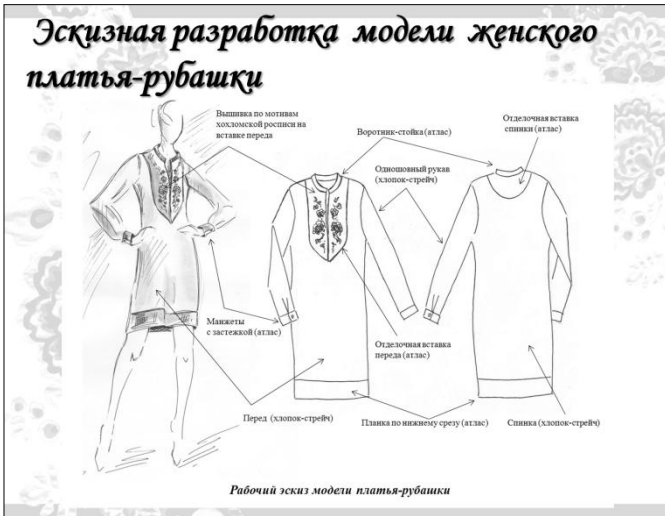 Эскизная разработка модели женского
платья-рубашки
Вышивка по мотивам
хохломской росписи на
вставке переда
Воротник-стойка (атлас)
Отделочная вставка
спинки (атлас)
Одношовный рукав
(хлопок-стрейч)
Манжеты
с застежкой (атлас)
Отделочная вставка
переда (атлас)
Перед (хлопок-стрейч)
Планка по нижнему срезу (атлас)
Спинка (хлопок-стрейч)
Рабочий эскиз модели платья-рубашки